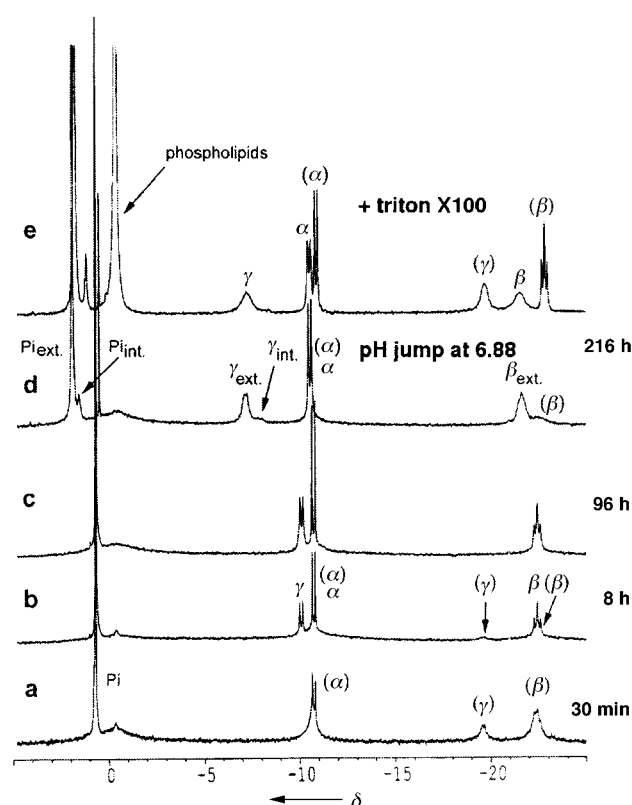 phospholipids
(α)
+ triton X100
(β)
e
α
γ
(γ)
β
Pi ext.
Pi int.
pH jump at 6.88
216 h
γ ext.
γ int.
(α)
α
β ext.
(β)
d
c
96 h
b
γ
(α)
α
(γ)
β (β)
8 h
a
Pi
(α)
(γ)
(β)
30 min
0 -5 -10 -15 -20
δ